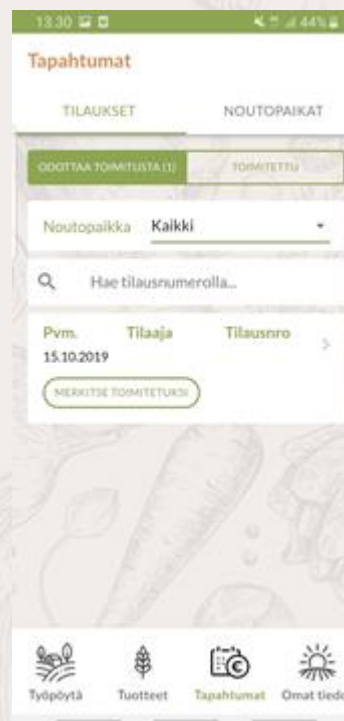 13.30 44%
Tapahtumat
TILAUKSET NOUTOPAIKAT
ODOTTAA TOIMITUSTA (1) TOIMITETTU
Noutopaikka Kaikki
Hae tilausnumerolla...
Pvm. Tilaaja Tilausnro
15.10.2019
MERKITSE TOIMITETUKSI
Työpöytä Tuotteet Tapahtumat Omat tiedo